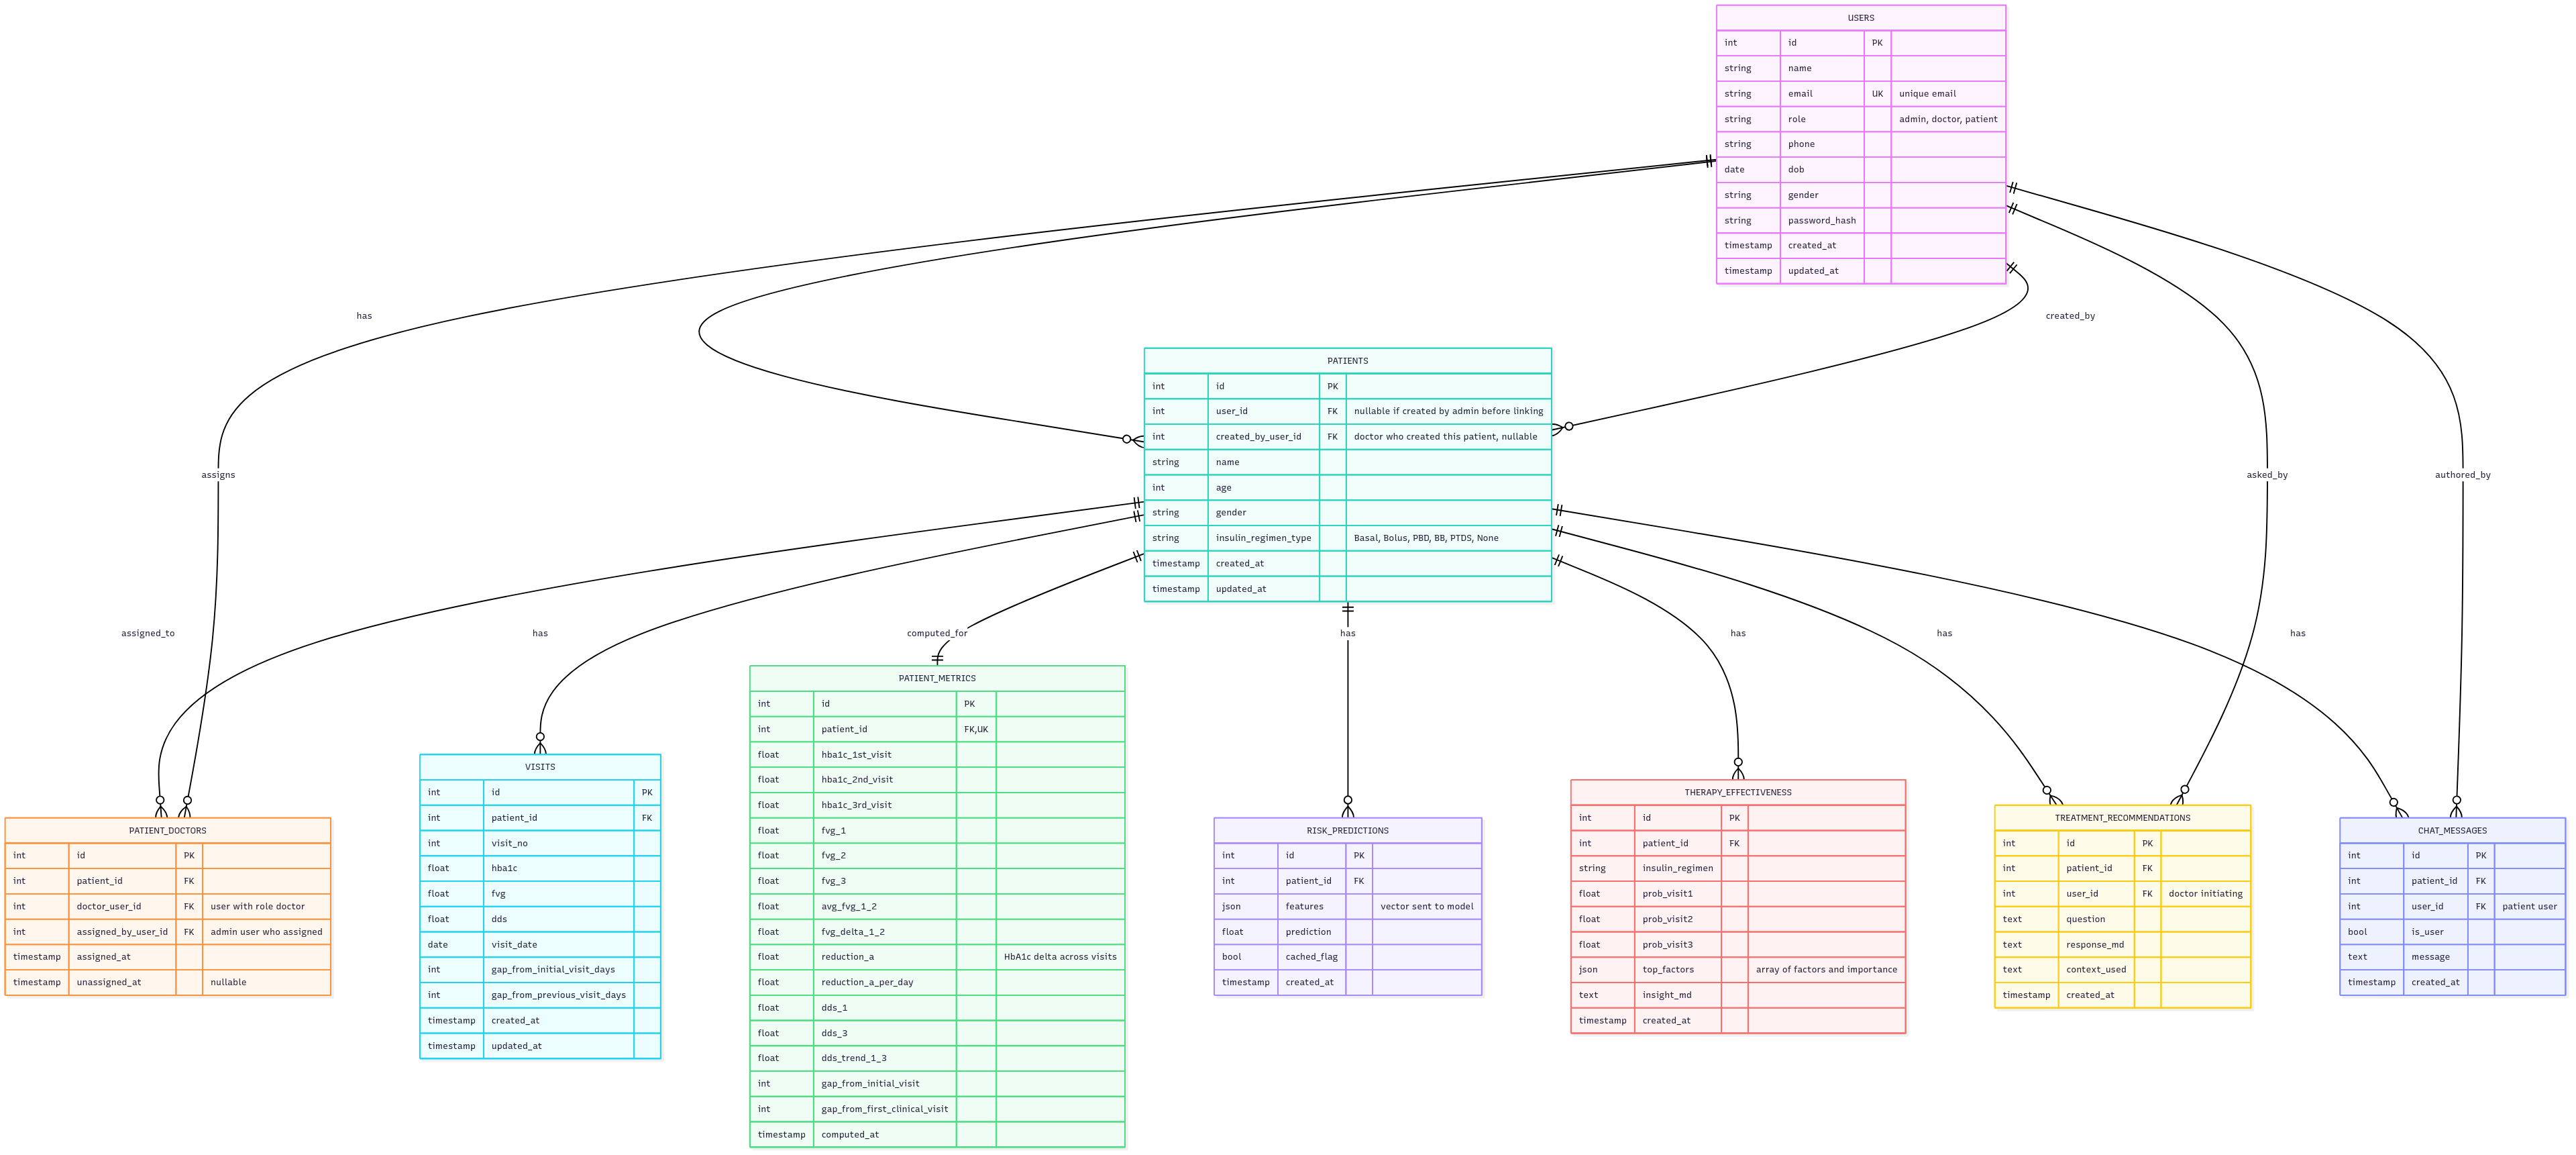 USERS
int id PK
string name
string email UK unique email
string role admin, doctor, patient
string phone
date dob
string gender
string password_hash
timestamp created_at
timestamp updated_at
has
created_by
PATIENTS
int id PK
int user_id FK nullable if created by admin before linking
int created_by_user_id FK doctor who created this patient, nullable
string name
int age
string gender
string insulin_regimen_type Basal, Bolus, PBD, BB, PTDS, None
timestamp created_at
timestamp updated_at
assigns
asked_by
authored_by
assigned_to
has
computed_for
has
has
has
has
PATIENT_DOCTORS
int id PK
int patient_id FK
int doctor_user_id FK user with role doctor
int assigned_by_user_id FK admin user who assigned
timestamp assigned_at
timestamp unassigned_at nullable
VISITS
int id PK
int patient_id FK
int visit_no
float hba1c
float fvg
float dds
date visit_date
int gap_from_initial_visit_days
int gap_from_previous_visit_days
timestamp created_at
timestamp updated_at
PATIENT_METRICS
int id PK
int patient_id FK,UK
float hba1c_1st_visit
float hba1c_2nd_visit
float hba1c_3rd_visit
float fvg_1
float fvg_2
float fvg_3
float avg_fvg_1_2
float fvg_delta_1_2
float reduction_a HbA1c delta across visits
float reduction_a_per_day
float dds_1
float dds_3
float dds_trend_1_3
int gap_from_initial_visit
int gap_from_first_clinical_visit
timestamp computed_at
RISK_PREDICTIONS
int id PK
int patient_id FK
json features vector sent to model
float prediction
bool cached_flag
timestamp created_at
THERAPY_EFFECTIVENESS
int id PK
int patient_id FK
string insulin_regimen
float prob_visit1
float prob_visit2
float prob_visit3
json top_factors array of factors and importance
text insight_md
timestamp created_at
TREATMENT_RECOMMENDATIONS
int id PK
int patient_id FK
int user_id FK doctor initiating
text question
text response_md
text context_used
timestamp created_at
CHAT_MESSAGES
int id PK
int patient_id FK
int user_id FK patient user
bool is_user
text message
timestamp created_at